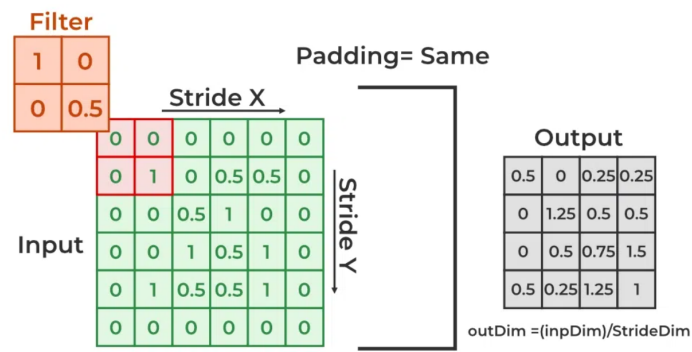 Filter
1 0
0 0.5
Padding= Same
Stride X
Stride Y
Input
0 0 0 0 0 0
0 1 0 0.5 0.5 0
0 0 0.5 1 0 0
0 0 1 0.5 1 0
0 1 0.5 0.5 1 0
0 0 0 0 0 0
Output
0.5 0 0.25 0.25
0 1.25 0.5 0.5
0 0.5 0.75 1.5
0.5 0.25 1.25 1
outDim =(inpDim)/StrideDim